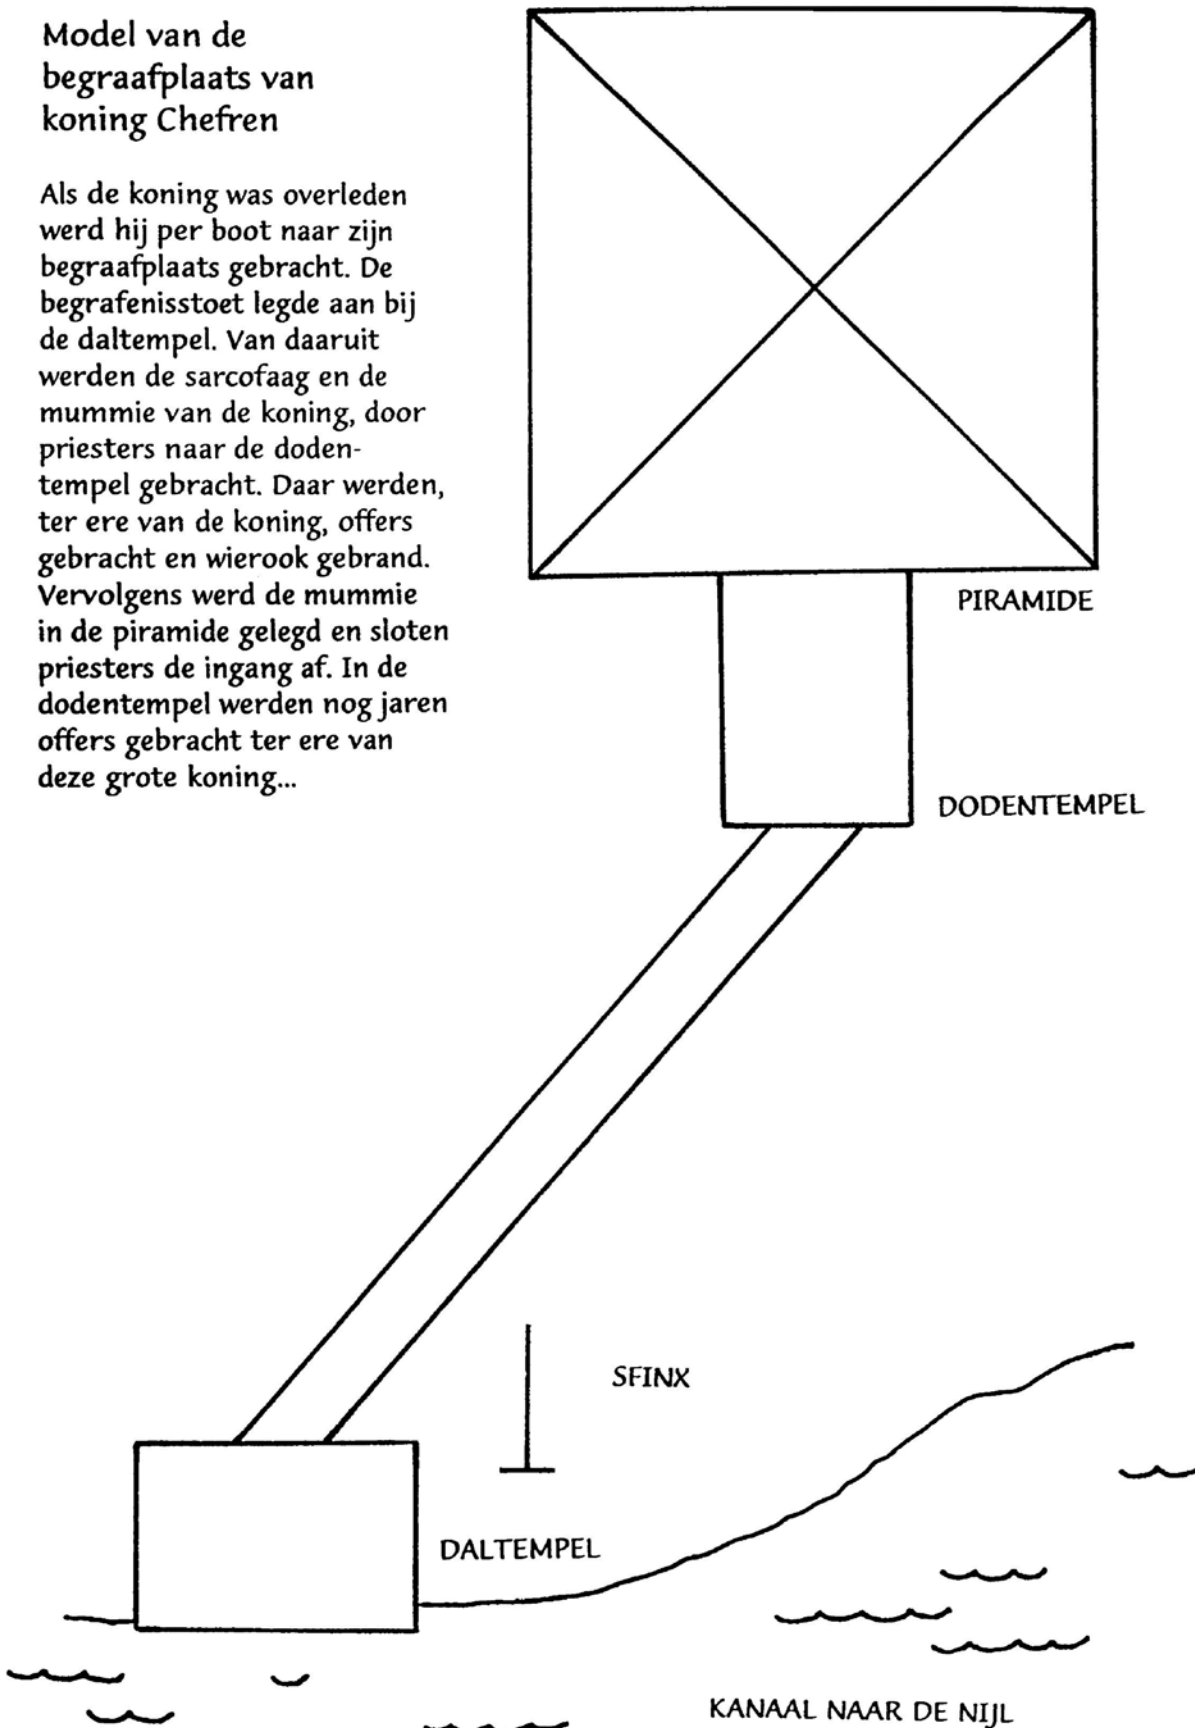 Model van de
begraafplaats van
koning Chefren
Als de koning was overleden
werd hij per boot naar zijn
begraafplaats gebracht. De
begrafenisstoet legde aan bij
de daltempel. Van daaruit
werden de sarcofaag en de
mummie van de koning, door
priesters naar de doden-
tempel gebracht. Daar werden,
ter ere van de koning, offers
gebracht en wierook gebrand.
Vervolgens werd de mummie
in de piramide gelegd en sloten
priesters de ingang af. In de
dodentempel werden nog jaren
offers gebracht ter ere van
deze grote koning...
PIRAMIDE
DODENTEMPEL
SFINX
DALTEMPEL
KANAAL NAAR DE NIJL